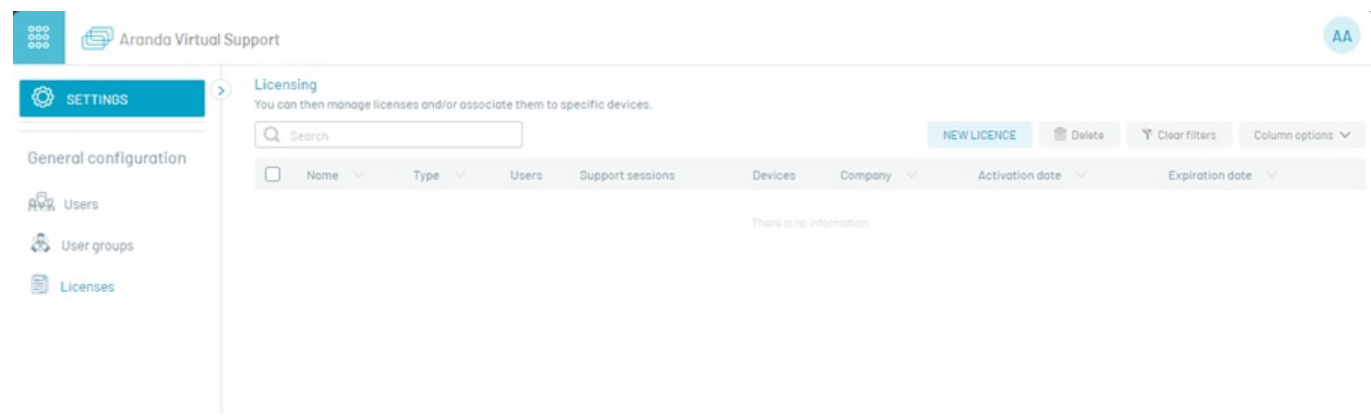 Aranda Virtual Support
AA
SETTINGS
General configuration
Users
User groups
Licenses
Licensing
You can then manage licenses and/or associate them to specific devices.
Search
NEW LICENCE Delete Clear filters Column options
Name Type Users Support sessions Devices Company Activation date Expiration date
There is no information